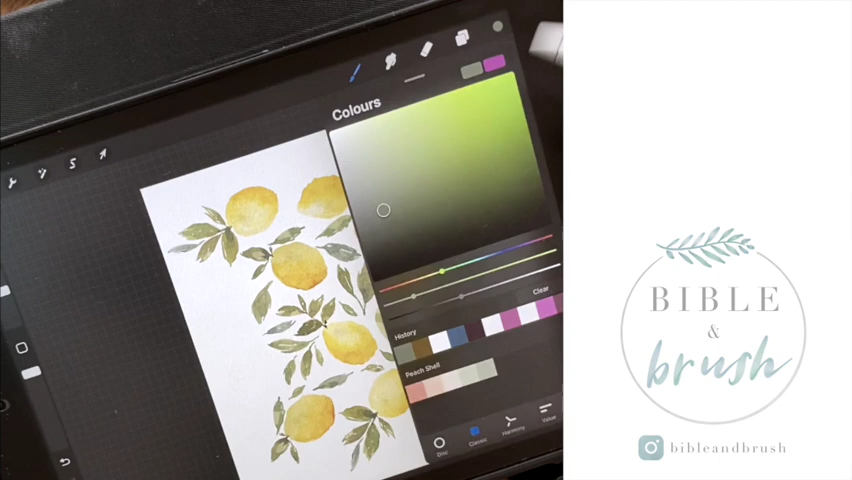 Colours
Clear
History
Peach Shell
Disc
Classic
Harmony
Value
BIBLE
&
brush
bibleandbrush